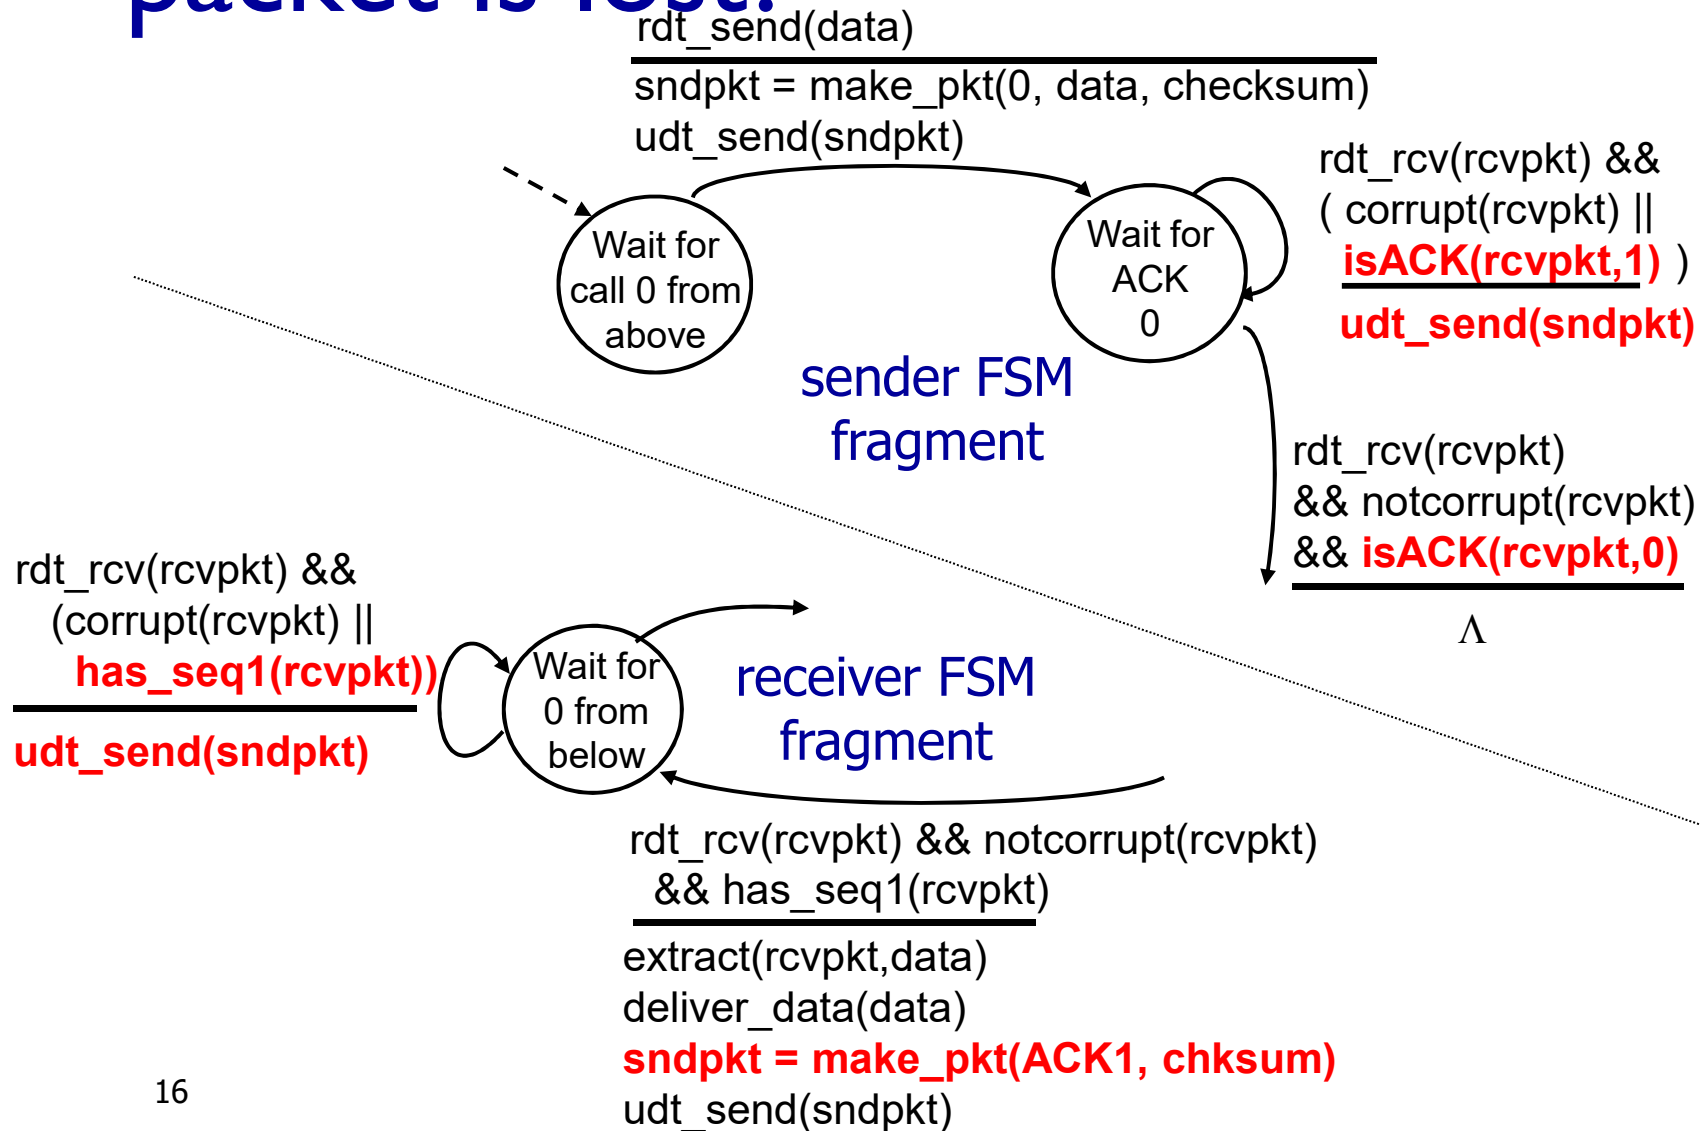 packet is lost?
rdt_send(data)
sndpkt = make_pkt(0, data, checksum)
udt_send(sndpkt)
rdt_rcv(rcvpkt) &&
( corrupt(rcvpkt) ||
isACK(rcvpkt,1) )
udt_send(sndpkt)
Wait for
call 0 from
above
Wait for
ACK
0
sender FSM
fragment
rdt_rcv(rcvpkt)
&& notcorrupt(rcvpkt)
&& isACK(rcvpkt,0)
Λ
rdt_rcv(rcvpkt) &&
(corrupt(rcvpkt) ||
has_seq1(rcvpkt))
udt_send(sndpkt)
Wait for
0 from
below
receiver FSM
fragment
rdt_rcv(rcvpkt) && notcorrupt(rcvpkt)
&& has_seq1(rcvpkt)
extract(rcvpkt,data)
deliver_data(data)
sndpkt = make_pkt(ACK1, chksum)
udt_send(sndpkt)
16